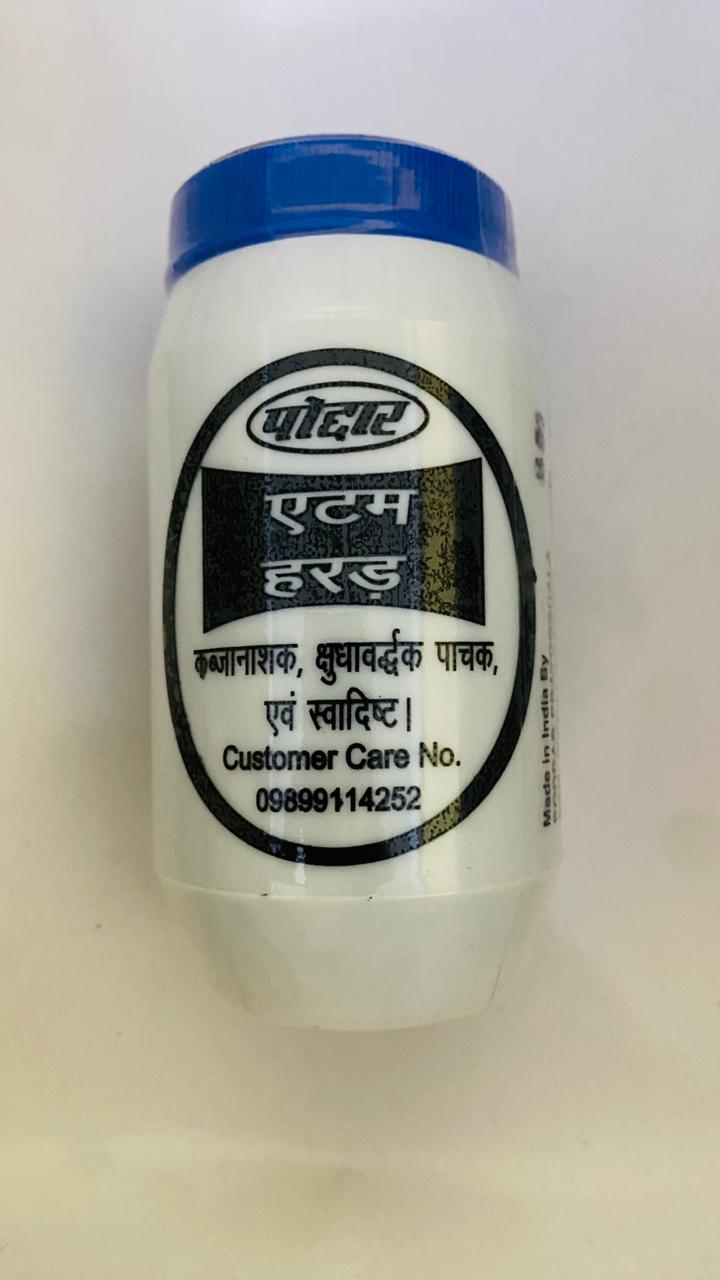 पोद्दार
एटम
हरड़
कब्जानाशक, क्षुधावर्द्धक पाचक,
एवं स्वादिष्ट।
Customer Care No.
09899114252
Made in India By